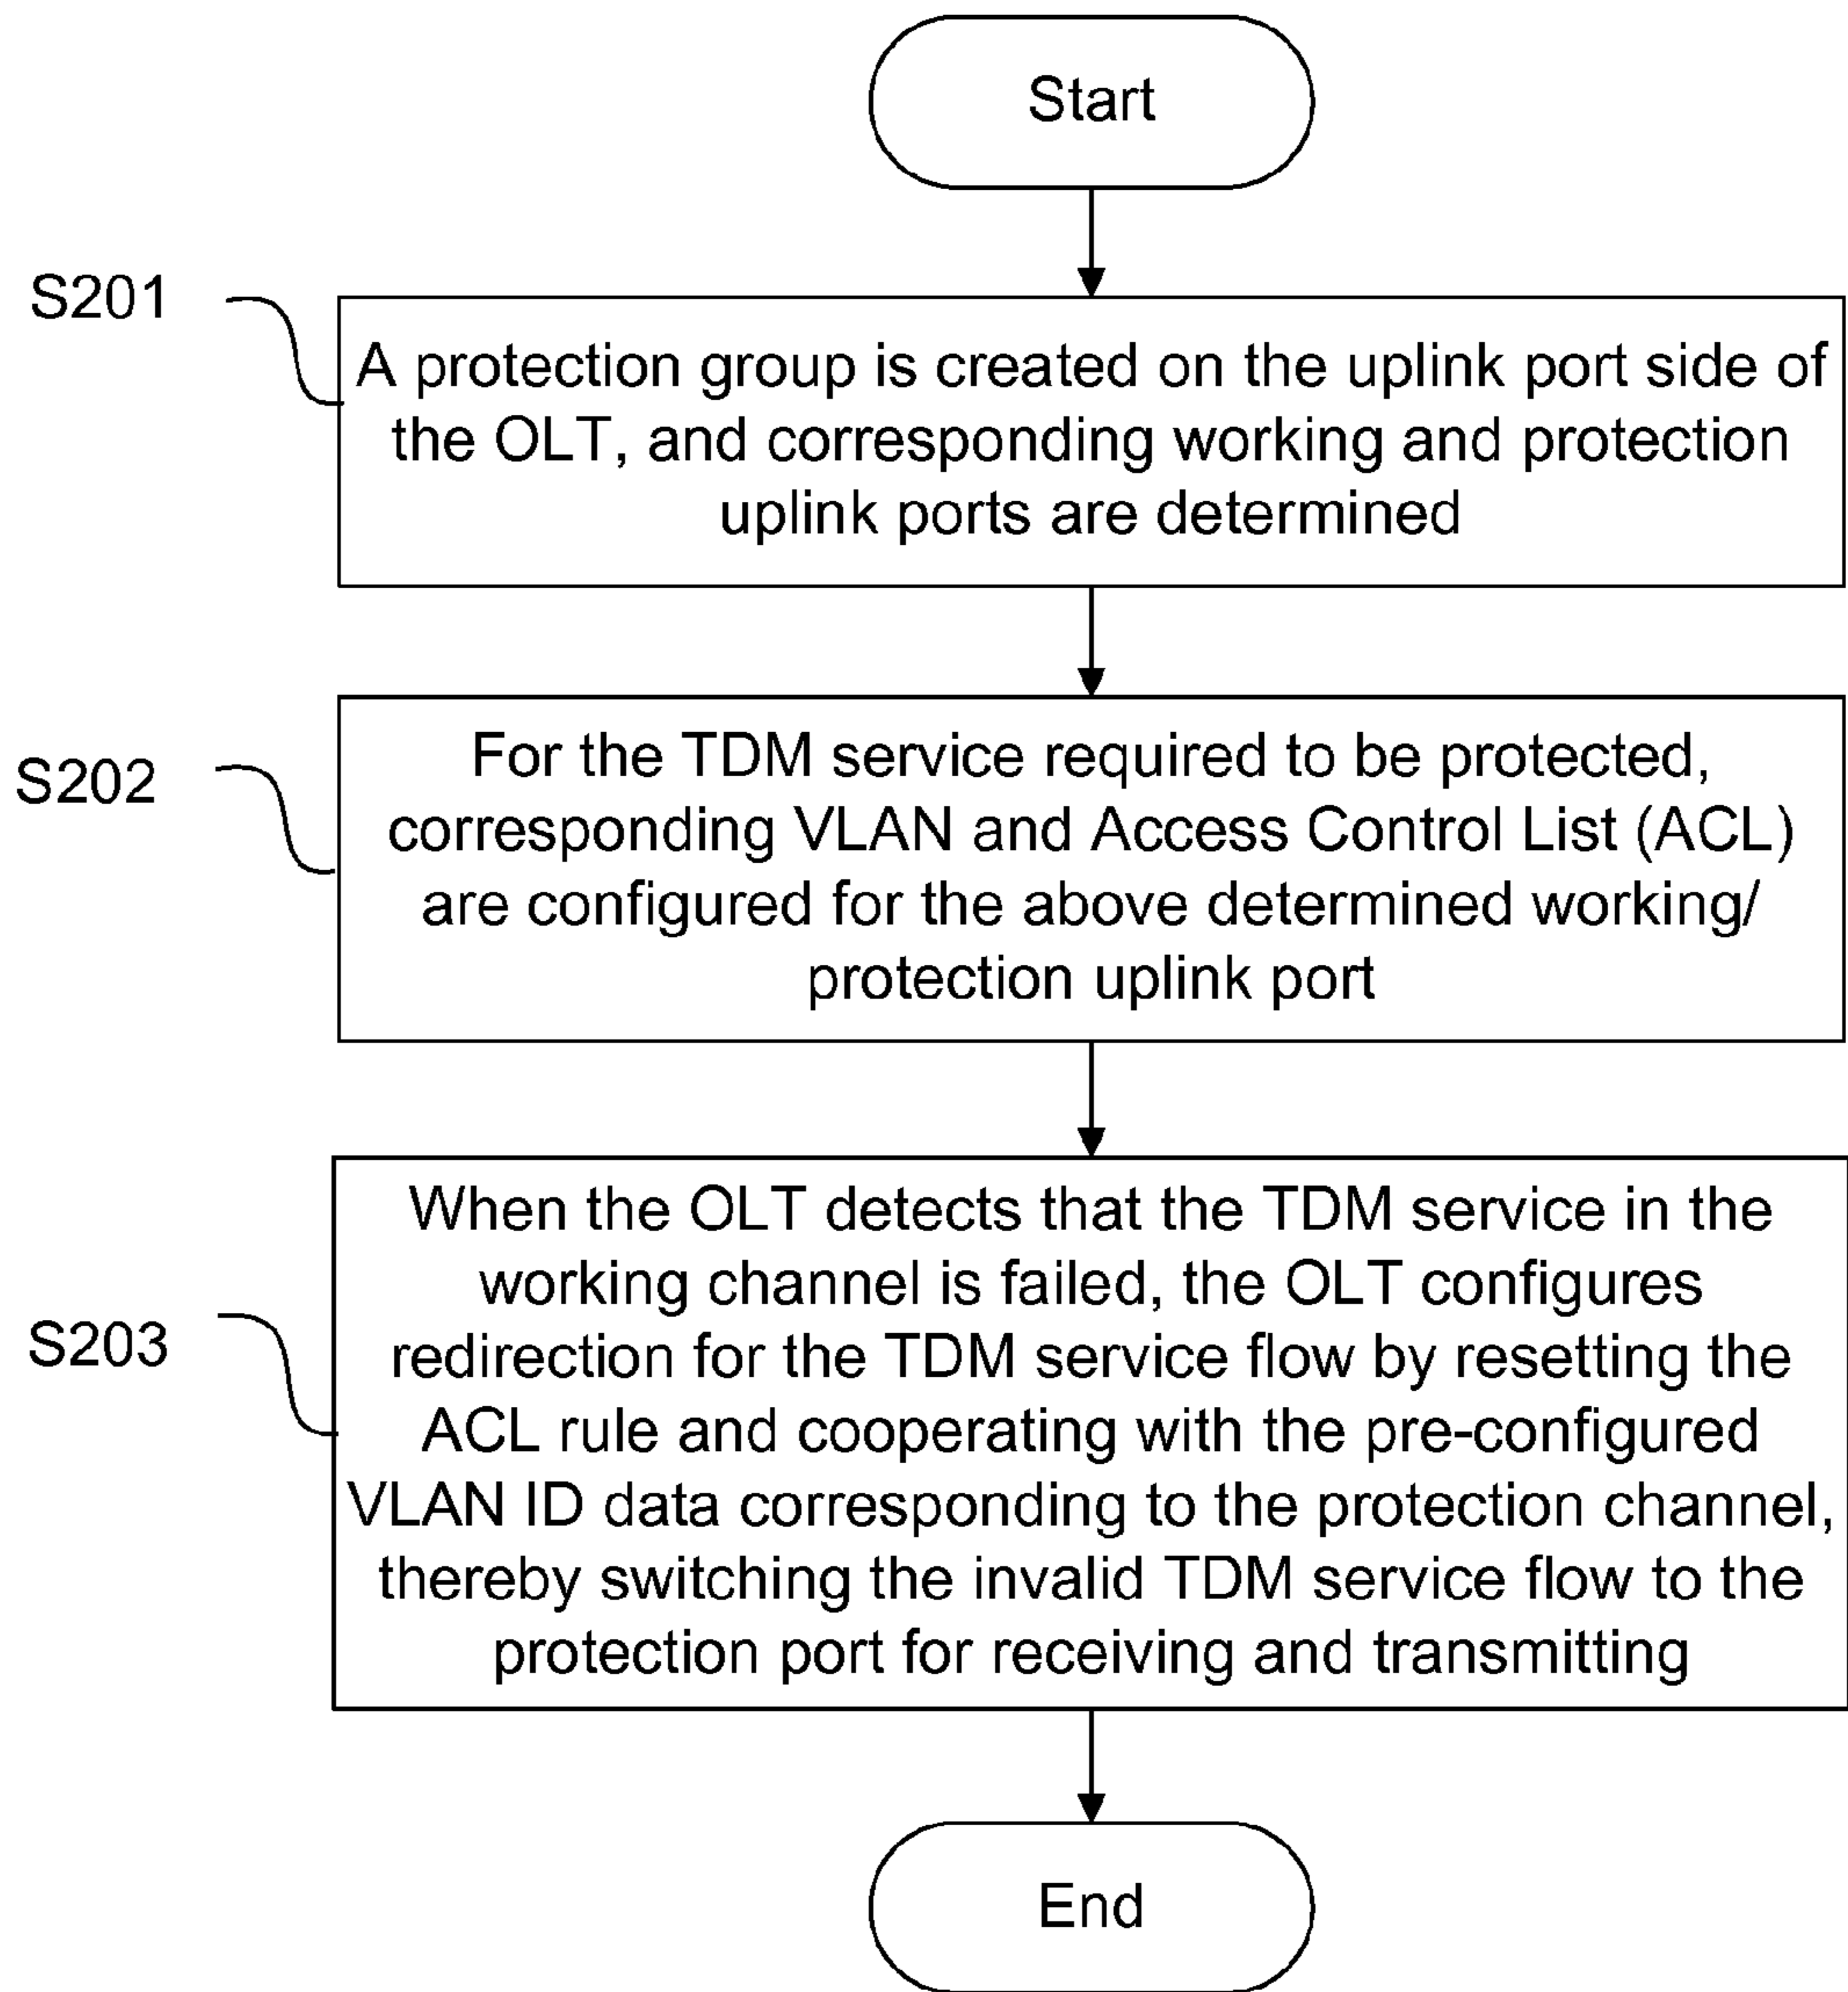 Start
S201
A protection group is created on the uplink port side of
the OLT, and corresponding working and protection
uplink ports are determined
S202
For the TDM service required to be protected,
corresponding VLAN and Access Control List (ACL)
are configured for the above determined working/
protection uplink port
S203
When the OLT detects that the TDM service in the
working channel is failed, the OLT configures
redirection for the TDM service flow by resetting the
ACL rule and cooperating with the pre-configured
VLAN ID data corresponding to the protection channel,
thereby switching the invalid TDM service flow to the
protection port for receiving and transmitting
End